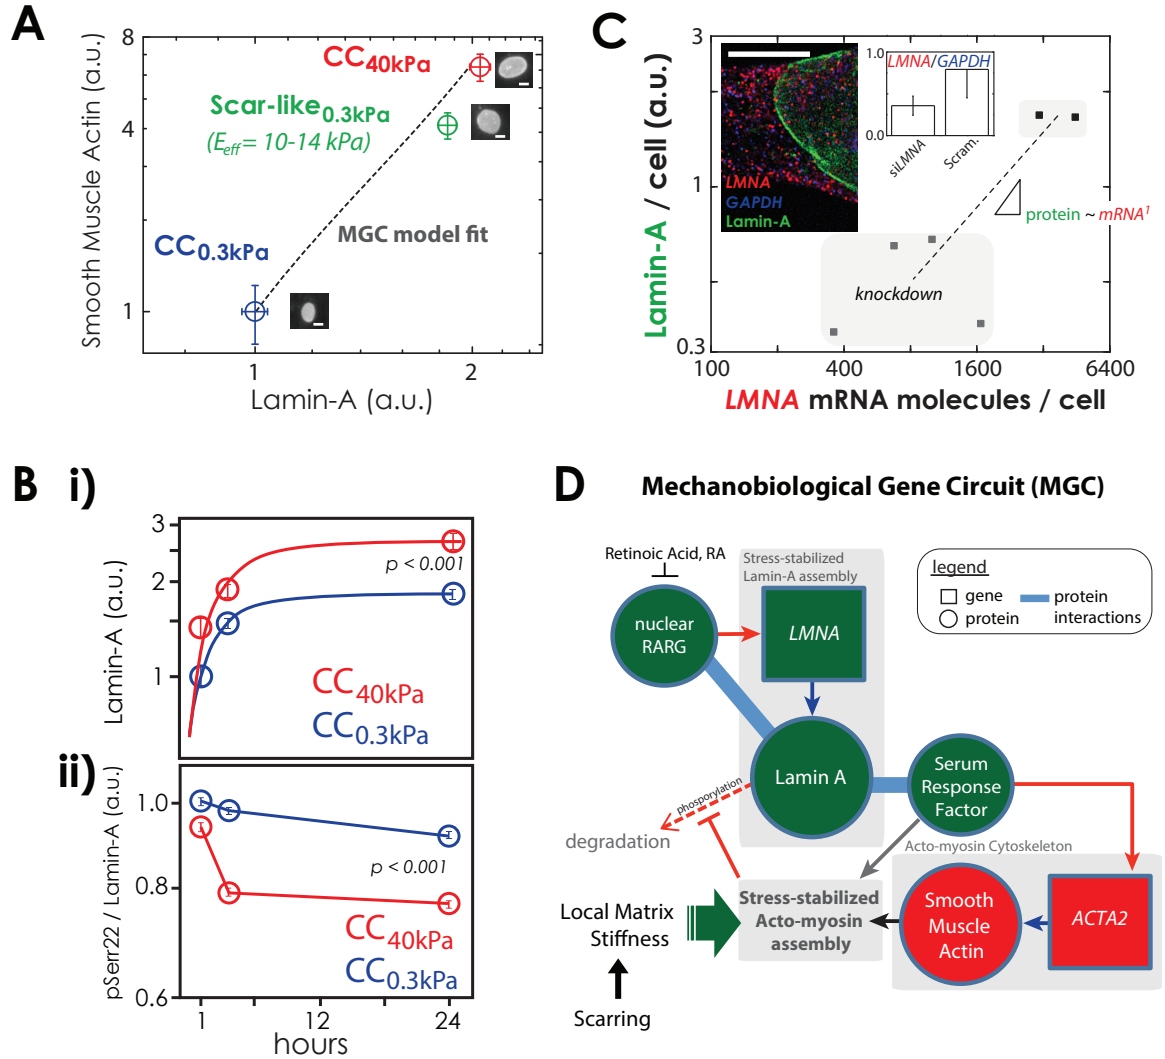 A
Smooth Muscle Actin (a.u.)
8
4
1
CC40kPa
Scar-like0.3kPa
(Eeff = 10-14 kPa)
CC0.3kPa
MGC model fit
1
2
Lamin-A (a.u.)
C
Lamin-A / cell (a.u.)
3
1
0.3
LMNA
GAPDH
Lamin-A
1.0
0.0
LMNA/GAPDH
siLMNA
Scram.
protein ~ mRNA1
knockdown
100
400
1600
6400
LMNA mRNA molecules / cell
B
i)
Lamin-A (a.u.)
3
2
1
p < 0.001
CC40kPa
CC0.3kPa
ii)
pSerr22 / Lamin-A (a.u.)
1.0
0.8
0.6
p < 0.001
CC40kPa
CC0.3kPa
1
12
24
hours
D
Mechanobiological Gene Circuit (MGC)
Retinoic Acid, RA
Stress-stabilized
Lamin-A assembly
legend
gene
protein
protein
interactions
nuclear
RARG
LMNA
Lamin A
Serum
Response
Factor
phosporylation
degradation
Acto-myosin Cytoskeleton
Local Matrix
Stiffness
Stress-stabilized
Acto-myosin
assembly
Smooth
Muscle
Actin
ACTA2
Scarring